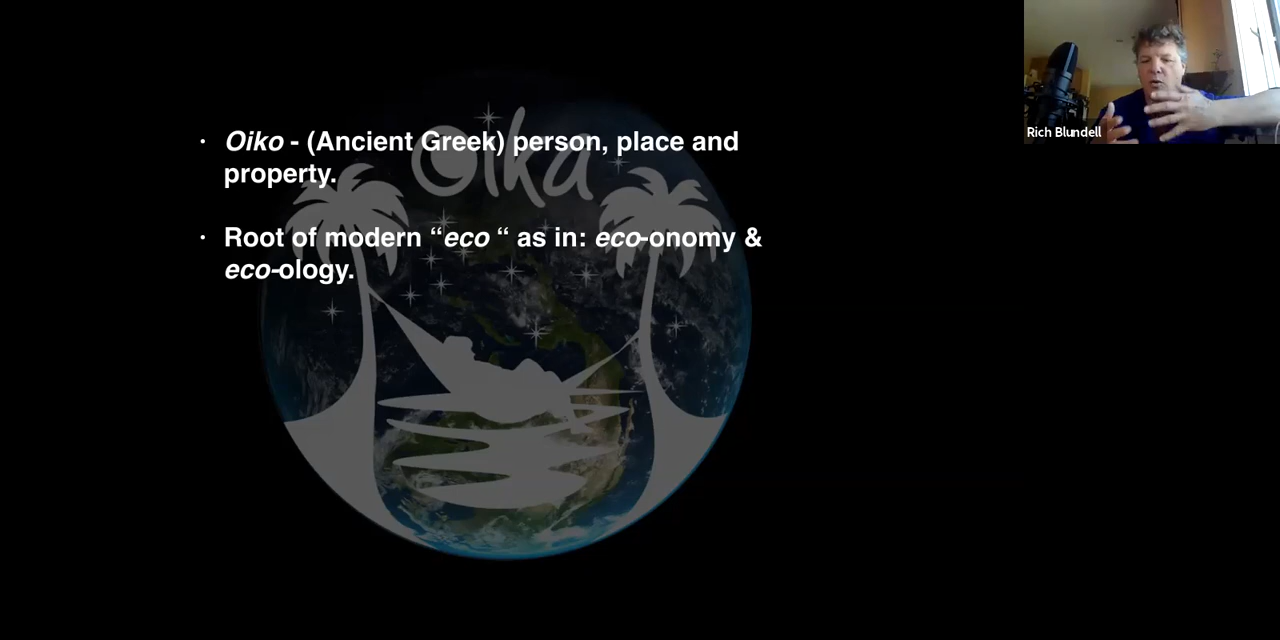 Oika
· Oiko - (Ancient Greek) person, place and
property.
· Root of modern “eco “ as in: eco-onomy &
eco-ology.
Rich Blundell